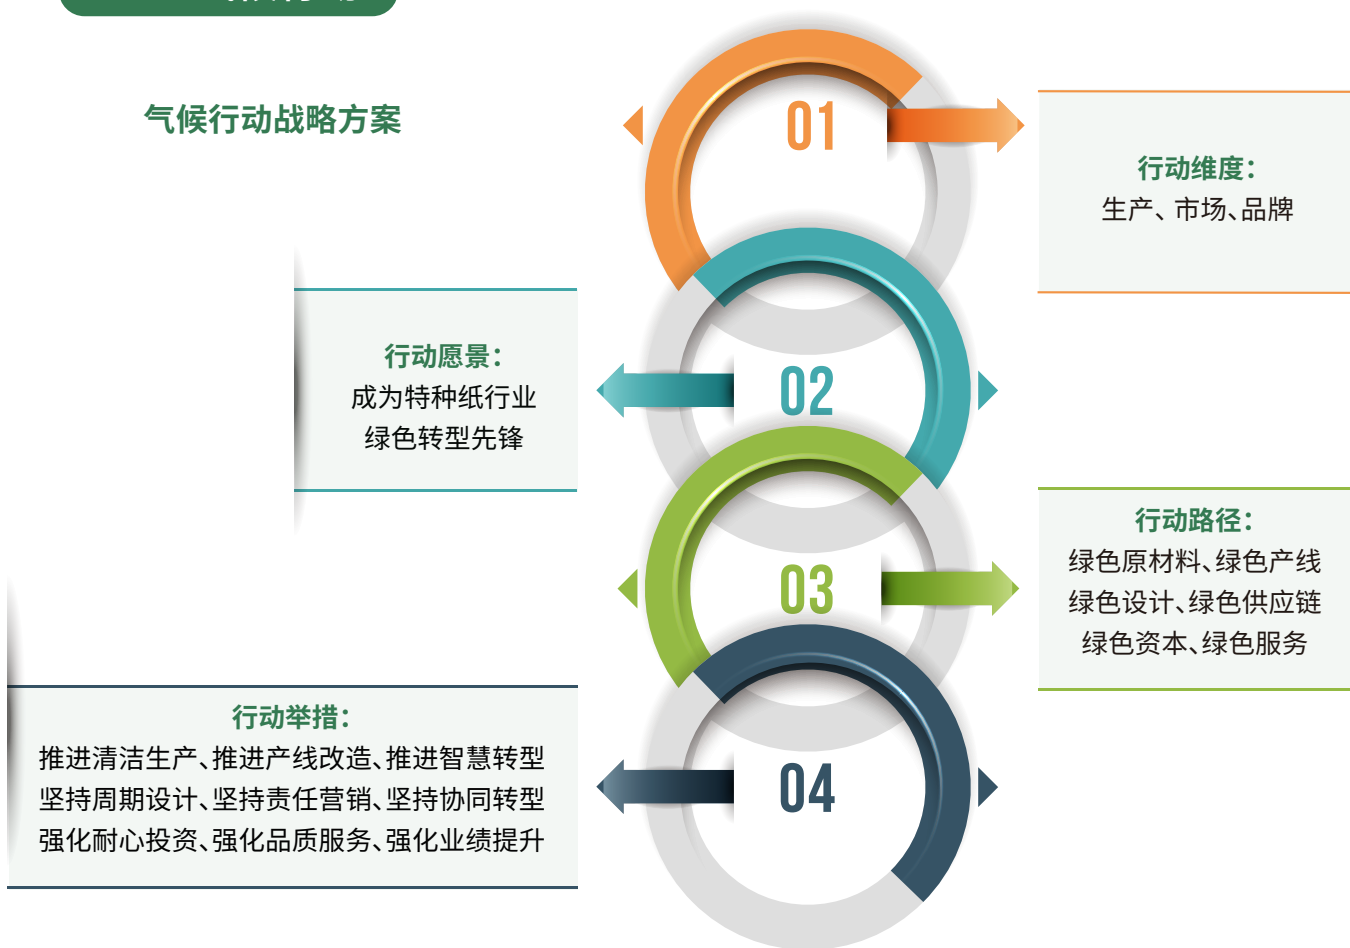 气候行动战略方案
01
行动维度：
生产、市场、品牌
行动愿景：
成为特种纸行业
绿色转型先锋
02
03
行动路径：
绿色原材料、绿色产线
绿色设计、绿色供应链
绿色资本、绿色服务
行动举措：
推进清洁生产、推进产线改造、推进智慧转型
坚持周期设计、坚持责任营销、坚持协同转型
强化耐心投资、强化品质服务、强化业绩提升
04